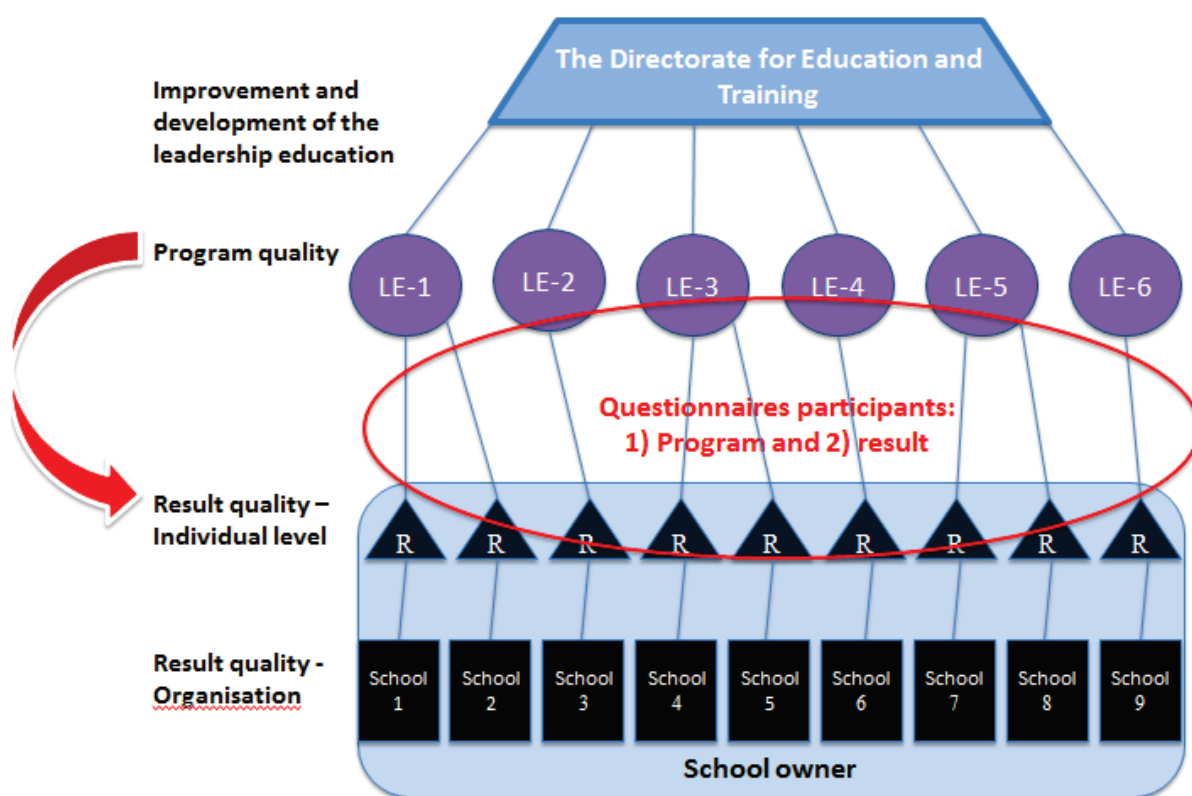 The Directorate for Education and
Training
Improvement and
development of the
leadership education
Program quality
LE-1
LE-2
LE-3
LE-4
LE-5
LE-6
Questionnaires participants:
1) Program and 2) result
Result quality –
Individual level
R
R
R
R
R
R
R
R
R
Result quality -
Organisation
School
1
School
2
School
3
School
4
School
5
School
6
School
7
School
8
School
9
School owner